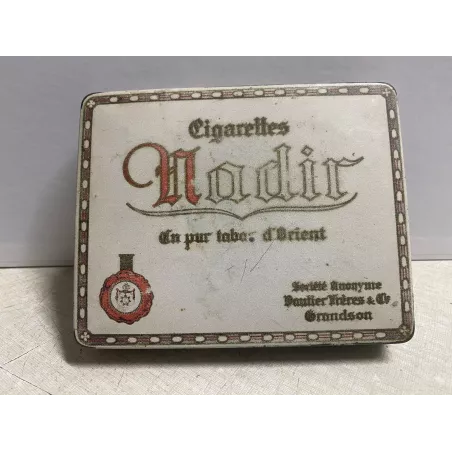 Cigarettes
Nadir
En pur tabac d'Orient
Société Anonyme
Vautier Frères & Cie
Grandson